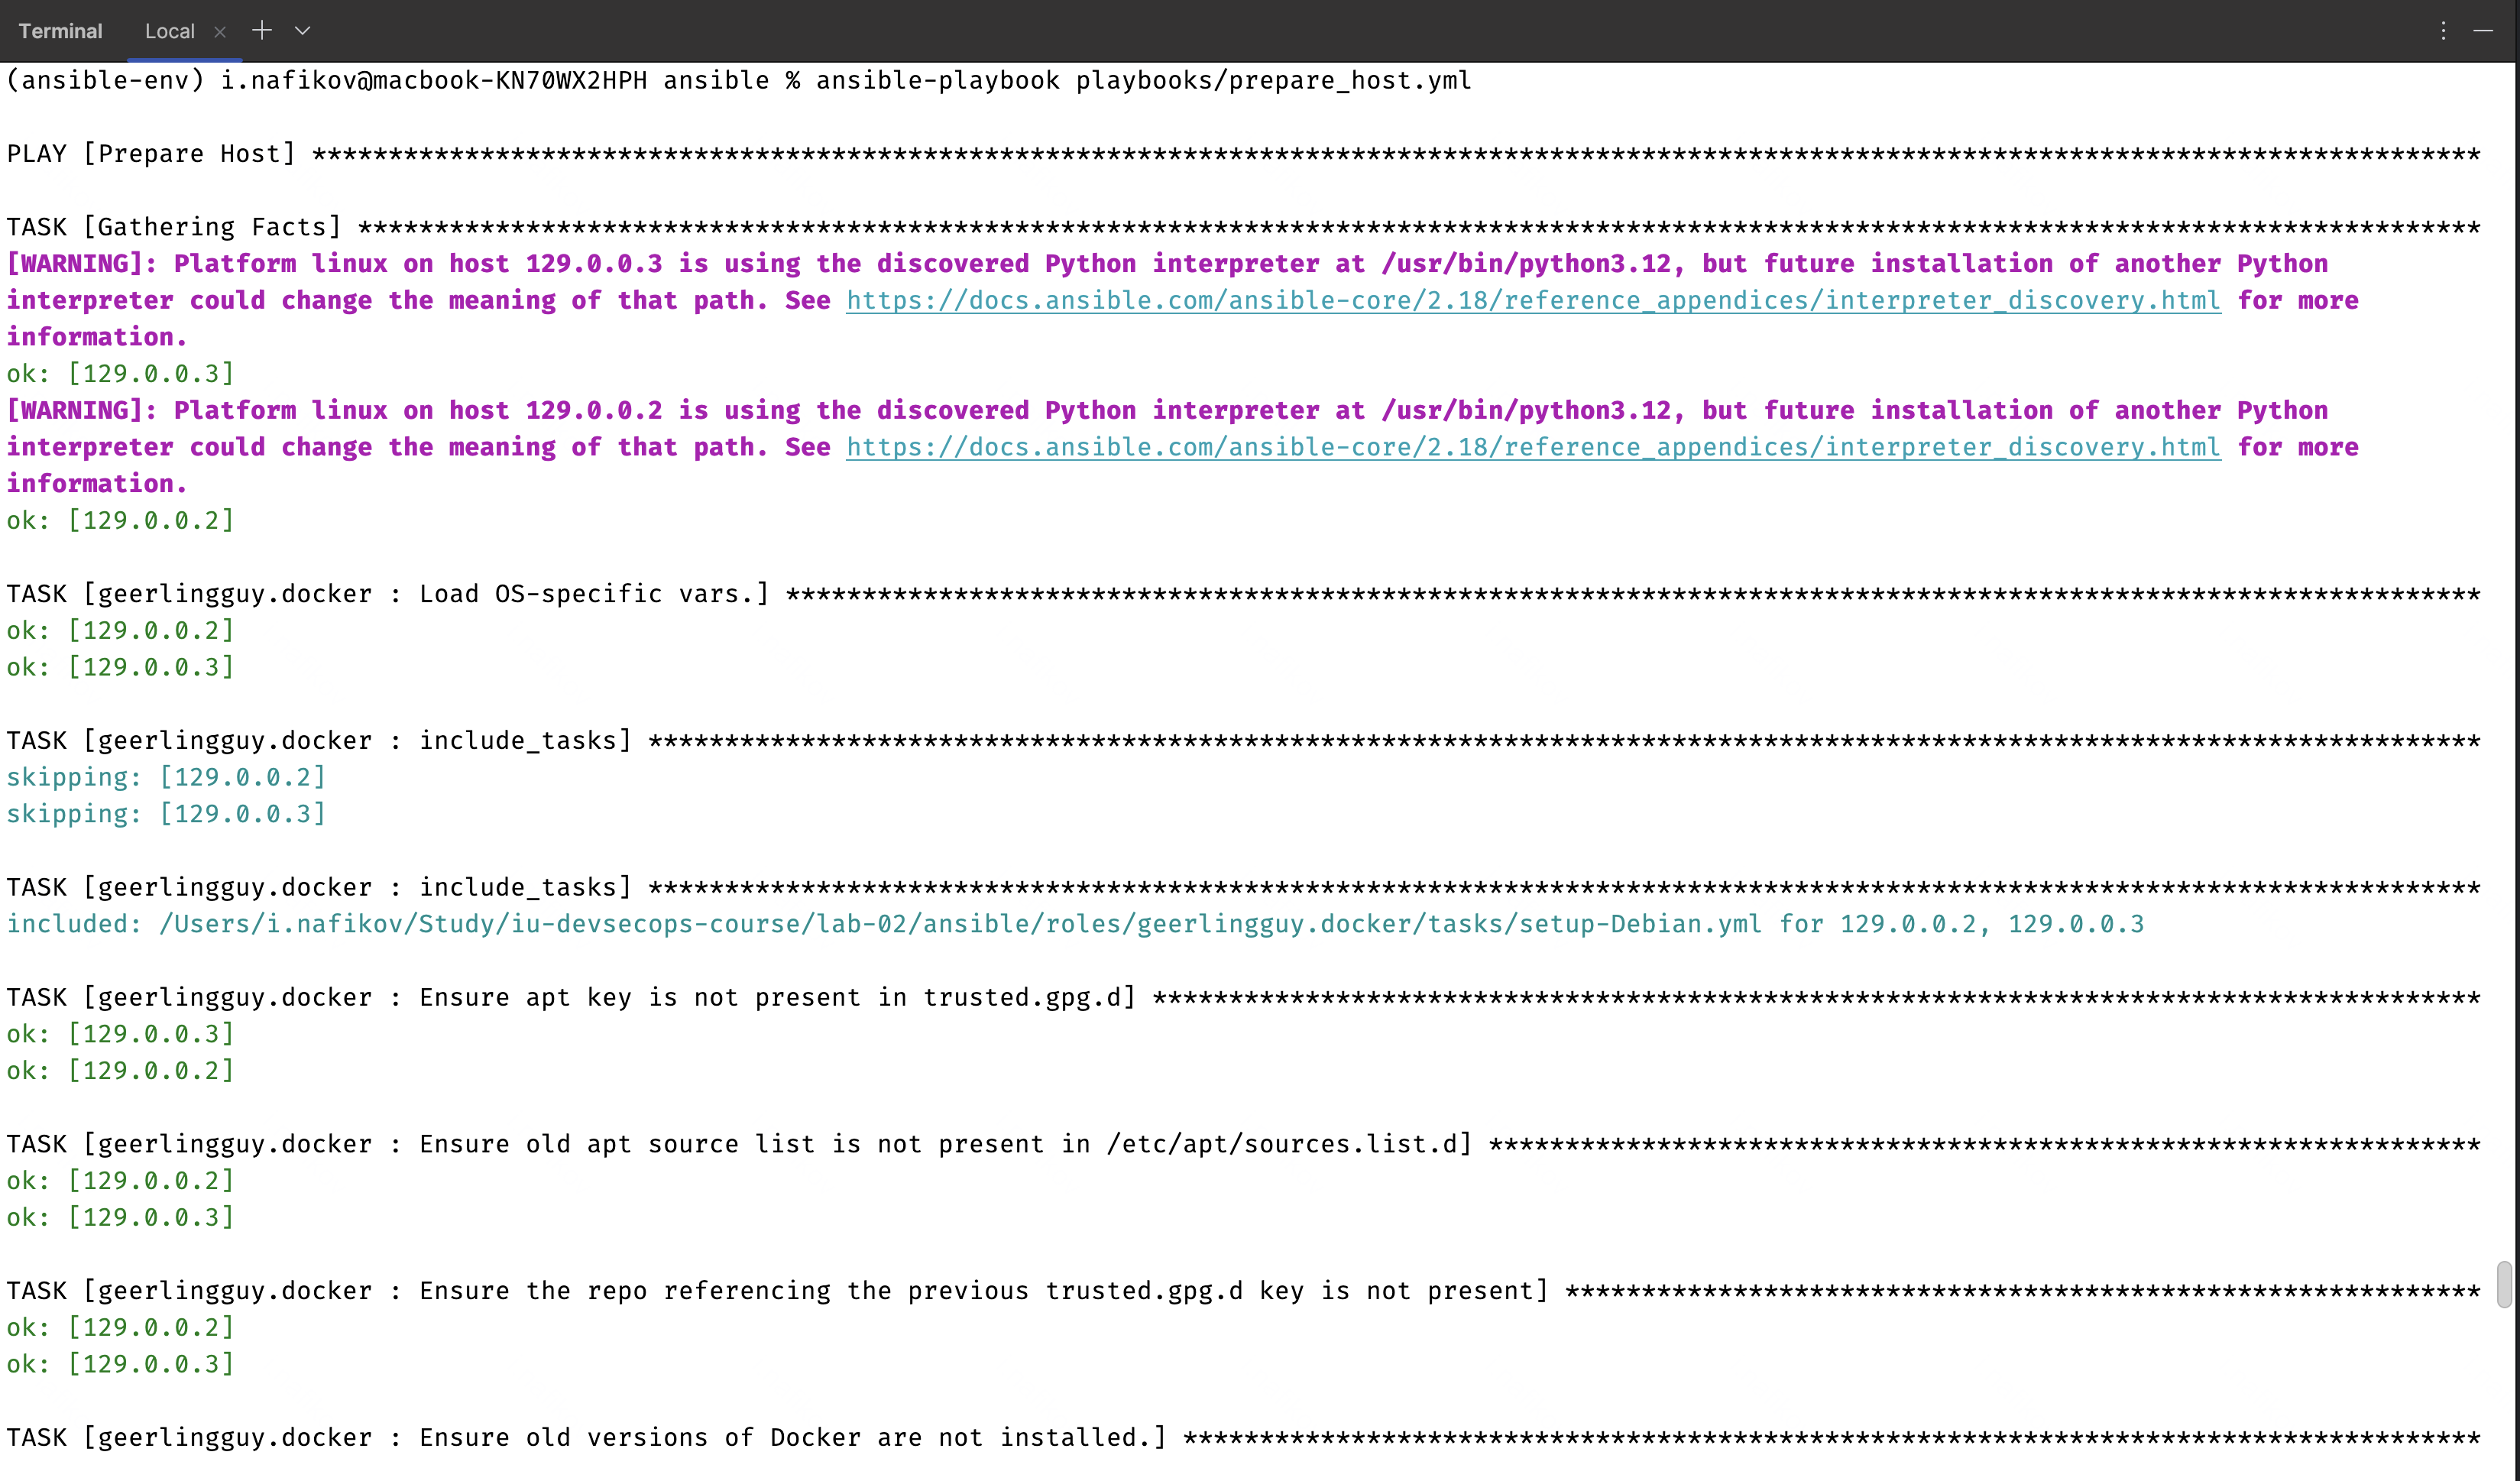 Terminal Local
(ansible-env) i.nafikov@macbook-KN70WX2HPH ansible % ansible-playbook playbooks/prepare_host.yml
PLAY [Prepare Host] **********************************************************************************************************************************************
TASK [Gathering Facts] *******************************************************************************************************************************************
[WARNING]: Platform linux on host 129.0.0.3 is using the discovered Python interpreter at /usr/bin/python3.12, but future installation of another Python
interpreter could change the meaning of that path. See https://docs.ansible.com/ansible-core/2.18/reference_appendices/interpreter_discovery.html for more
information.
ok: [129.0.0.3]
[WARNING]: Platform linux on host 129.0.0.2 is using the discovered Python interpreter at /usr/bin/python3.12, but future installation of another Python
interpreter could change the meaning of that path. See https://docs.ansible.com/ansible-core/2.18/reference_appendices/interpreter_discovery.html for more
information.
ok: [129.0.0.2]
TASK [geerlingguy.docker : Load OS-specific vars.] ***************************************************************************************************************
ok: [129.0.0.2]
ok: [129.0.0.3]
TASK [geerlingguy.docker : include_tasks] ************************************************************************************************************************
skipping: [129.0.0.2]
skipping: [129.0.0.3]
TASK [geerlingguy.docker : include_tasks] ************************************************************************************************************************
included: /Users/i.nafikov/Study/iu-devsecops-course/lab-02/ansible/roles/geerlingguy.docker/tasks/setup-Debian.yml for 129.0.0.2, 129.0.0.3
TASK [geerlingguy.docker : Ensure apt key is not present in trusted.gpg.d] ***************************************************************************************
ok: [129.0.0.3]
ok: [129.0.0.2]
TASK [geerlingguy.docker : Ensure old apt source list is not present in /etc/apt/sources.list.d] *****************************************************************
ok: [129.0.0.2]
ok: [129.0.0.3]
TASK [geerlingguy.docker : Ensure the repo referencing the previous trusted.gpg.d key is not present] ************************************************************
ok: [129.0.0.2]
ok: [129.0.0.3]
TASK [geerlingguy.docker : Ensure old versions of Docker are not installed.] *************************************************************************************